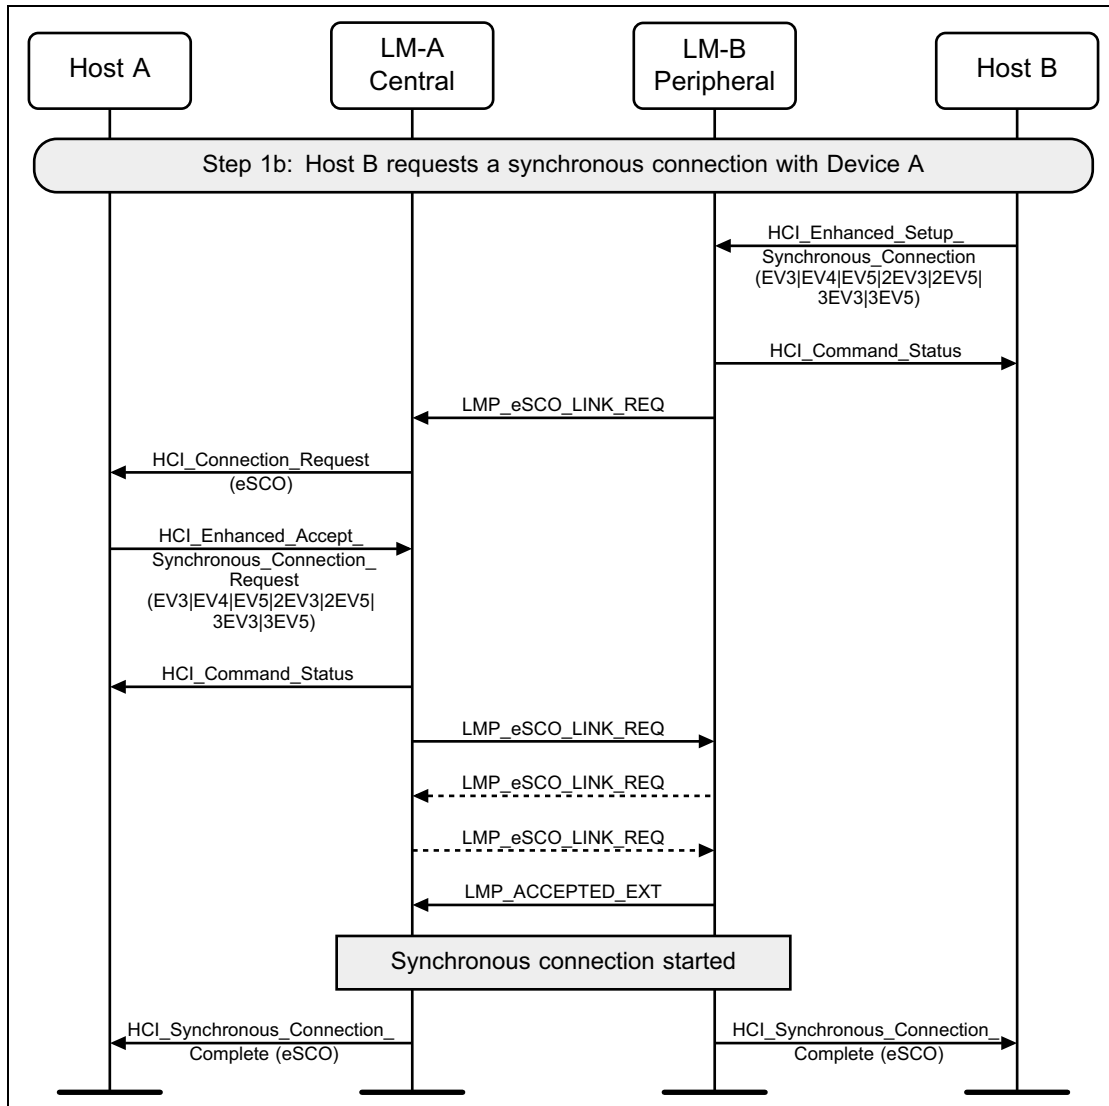 Host A
LM-A
Central
LM-B
Peripheral
Host B
Step 1b: Host B requests a synchronous connection with Device A
HCI_Enhanced_Setup_
Synchronous_Connection
(EV3|EV4|EV5|2EV3|2EV5|
3EV3|3EV5)
HCI_Command_Status
LMP_eSCO_LINK_REQ
HCI_Connection_Request
(eSCO)
HCI_Enhanced_Accept_
Synchronous_Connection_
Request
(EV3|EV4|EV5|2EV3|2EV5|
3EV3|3EV5)
HCI_Command_Status
LMP_eSCO_LINK_REQ
LMP_eSCO_LINK_REQ
LMP_eSCO_LINK_REQ
LMP_ACCEPTED_EXT
Synchronous connection started
HCI_Synchronous_Connection_
Complete (eSCO)
HCI_Synchronous_Connection_
Complete (eSCO)